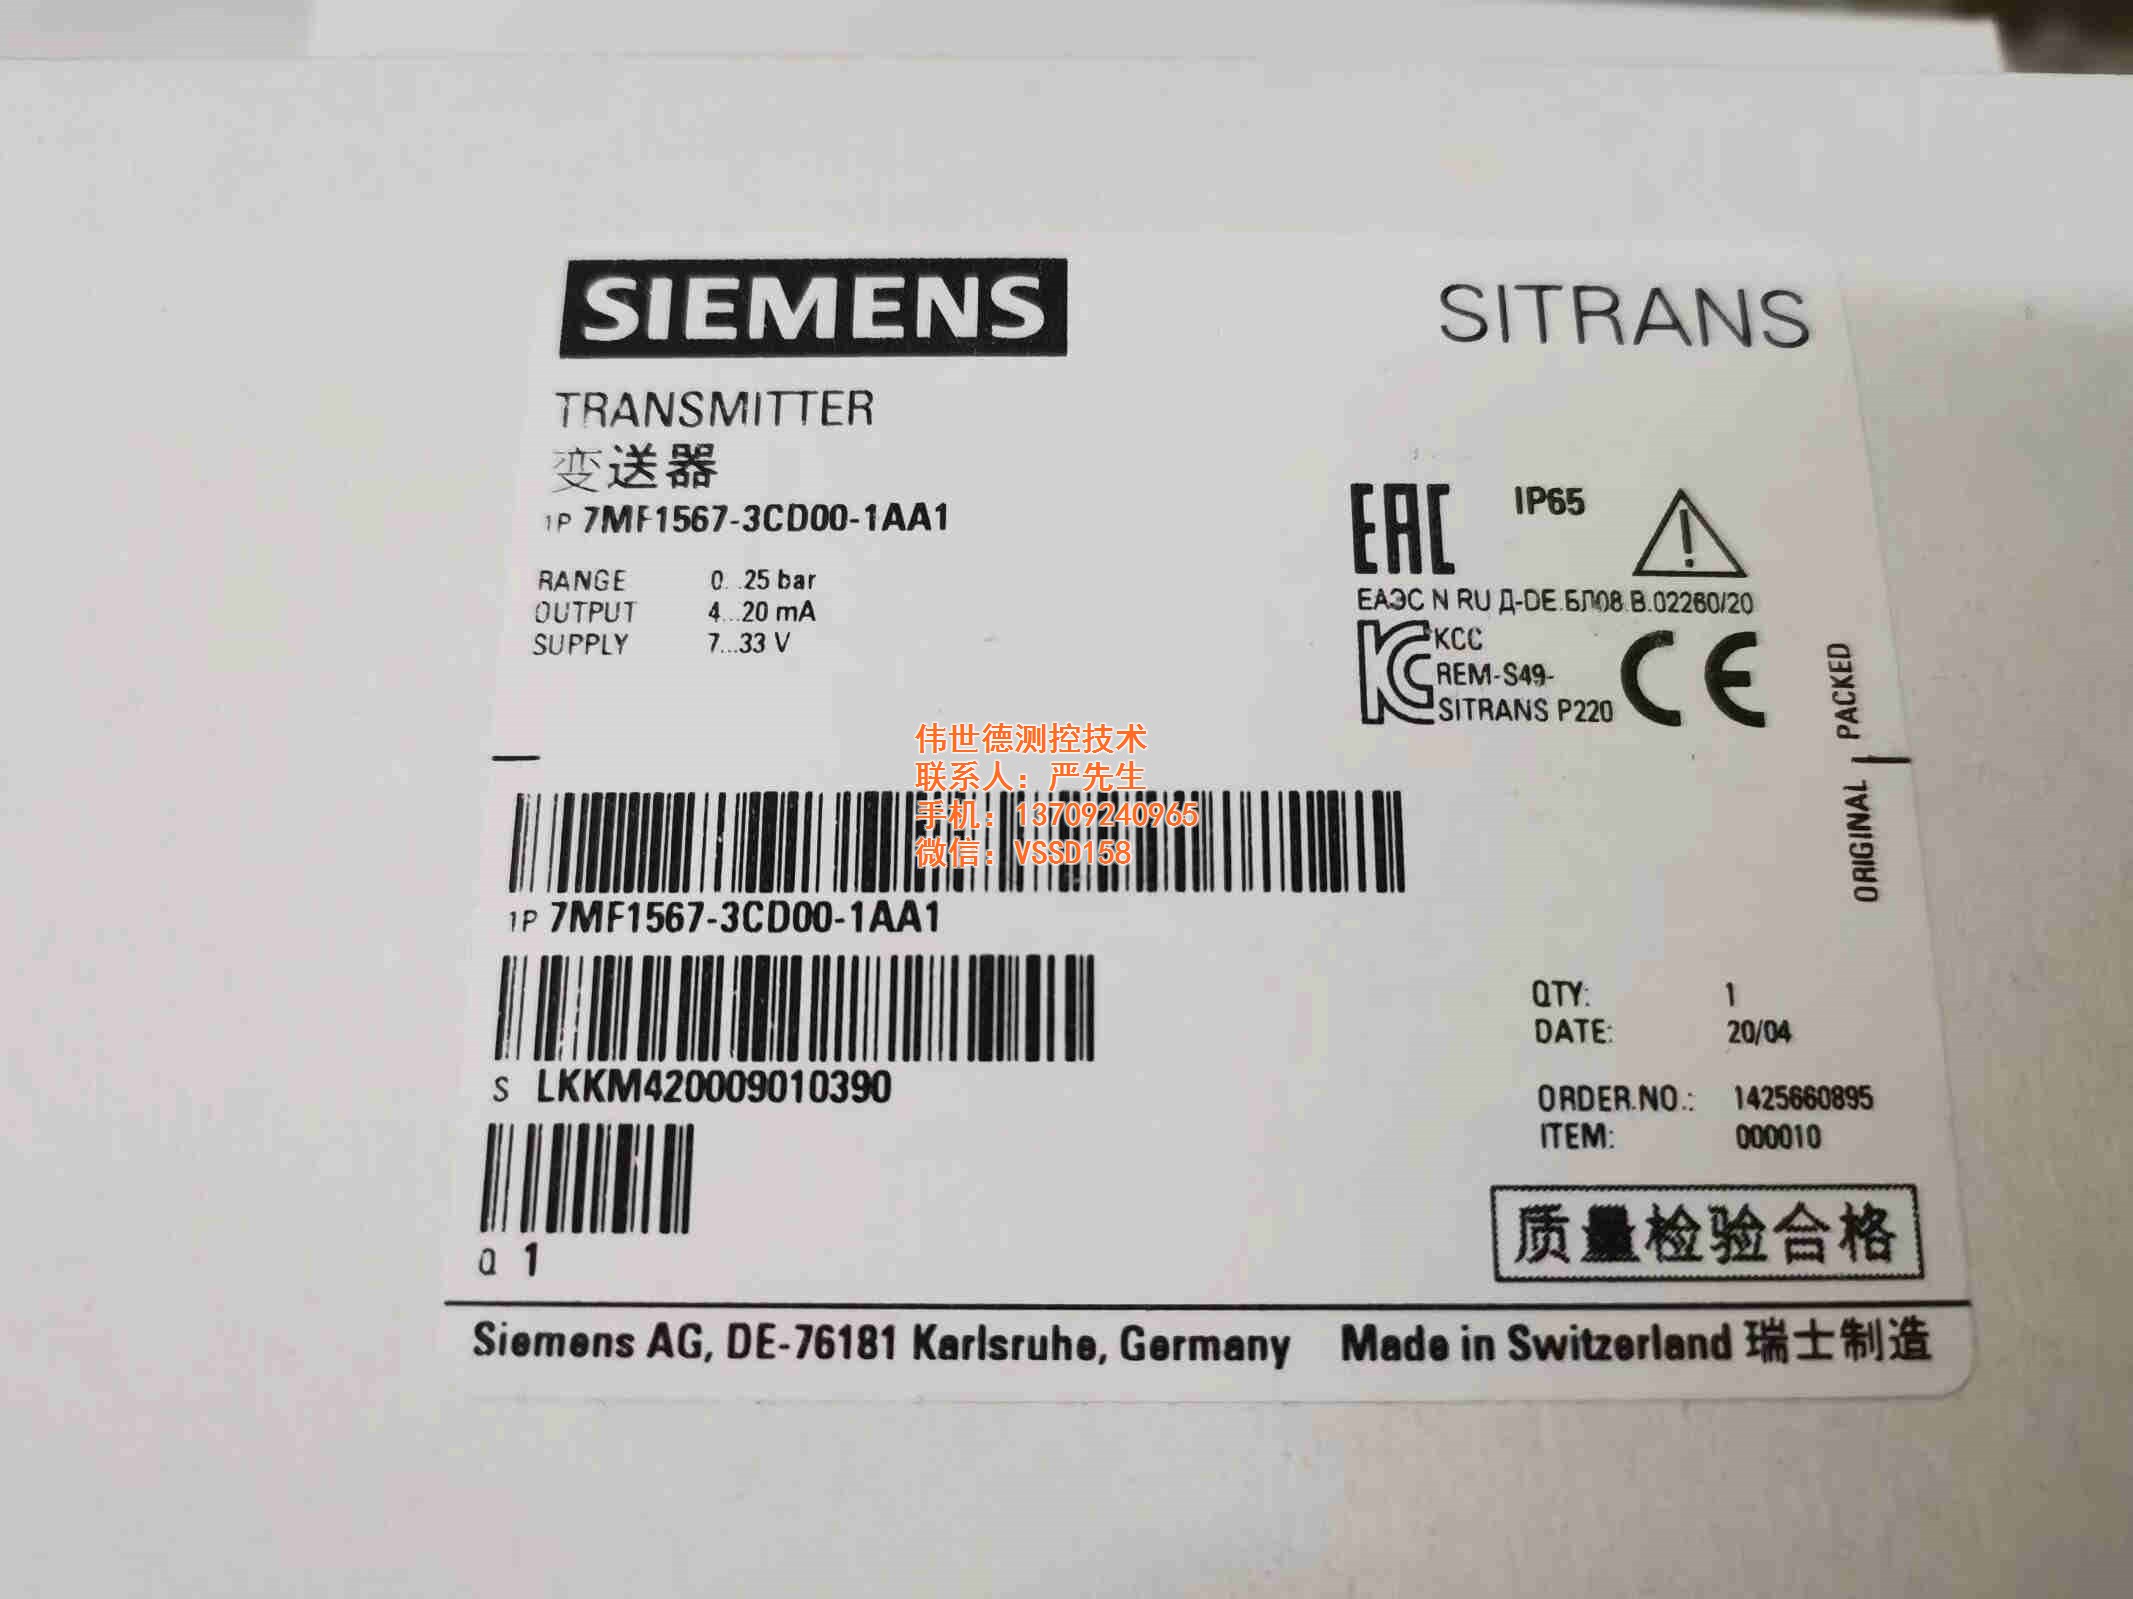 SIEMENS
SITRANS
TRANSMITTER
变送器
1P 7MF1567-3CD00-1AA1
RANGE 0...25 bar
OUTPUT 4...20 mA
SUPPLY 7...33 V
EAC
IP65
ЕАЭС N RU Д-DE.БЛ08.В.02260/20
KCC
REM-S49-
SITRANS P220
CE
ORIGINAL PACKED
伟世德测控技术
联系人：严先生
手机：13709240965
微信：VSSD158
1P 7MF1567-3CD00-1AA1
S LKKM420009010390
Q 1
QTY: 1
DATE: 20/04
ORDER.NO.: 1425660895
ITEM: 000010
质量检验合格
Siemens AG, DE-76181 Karlsruhe, Germany Made in Switzerland 瑞士制造